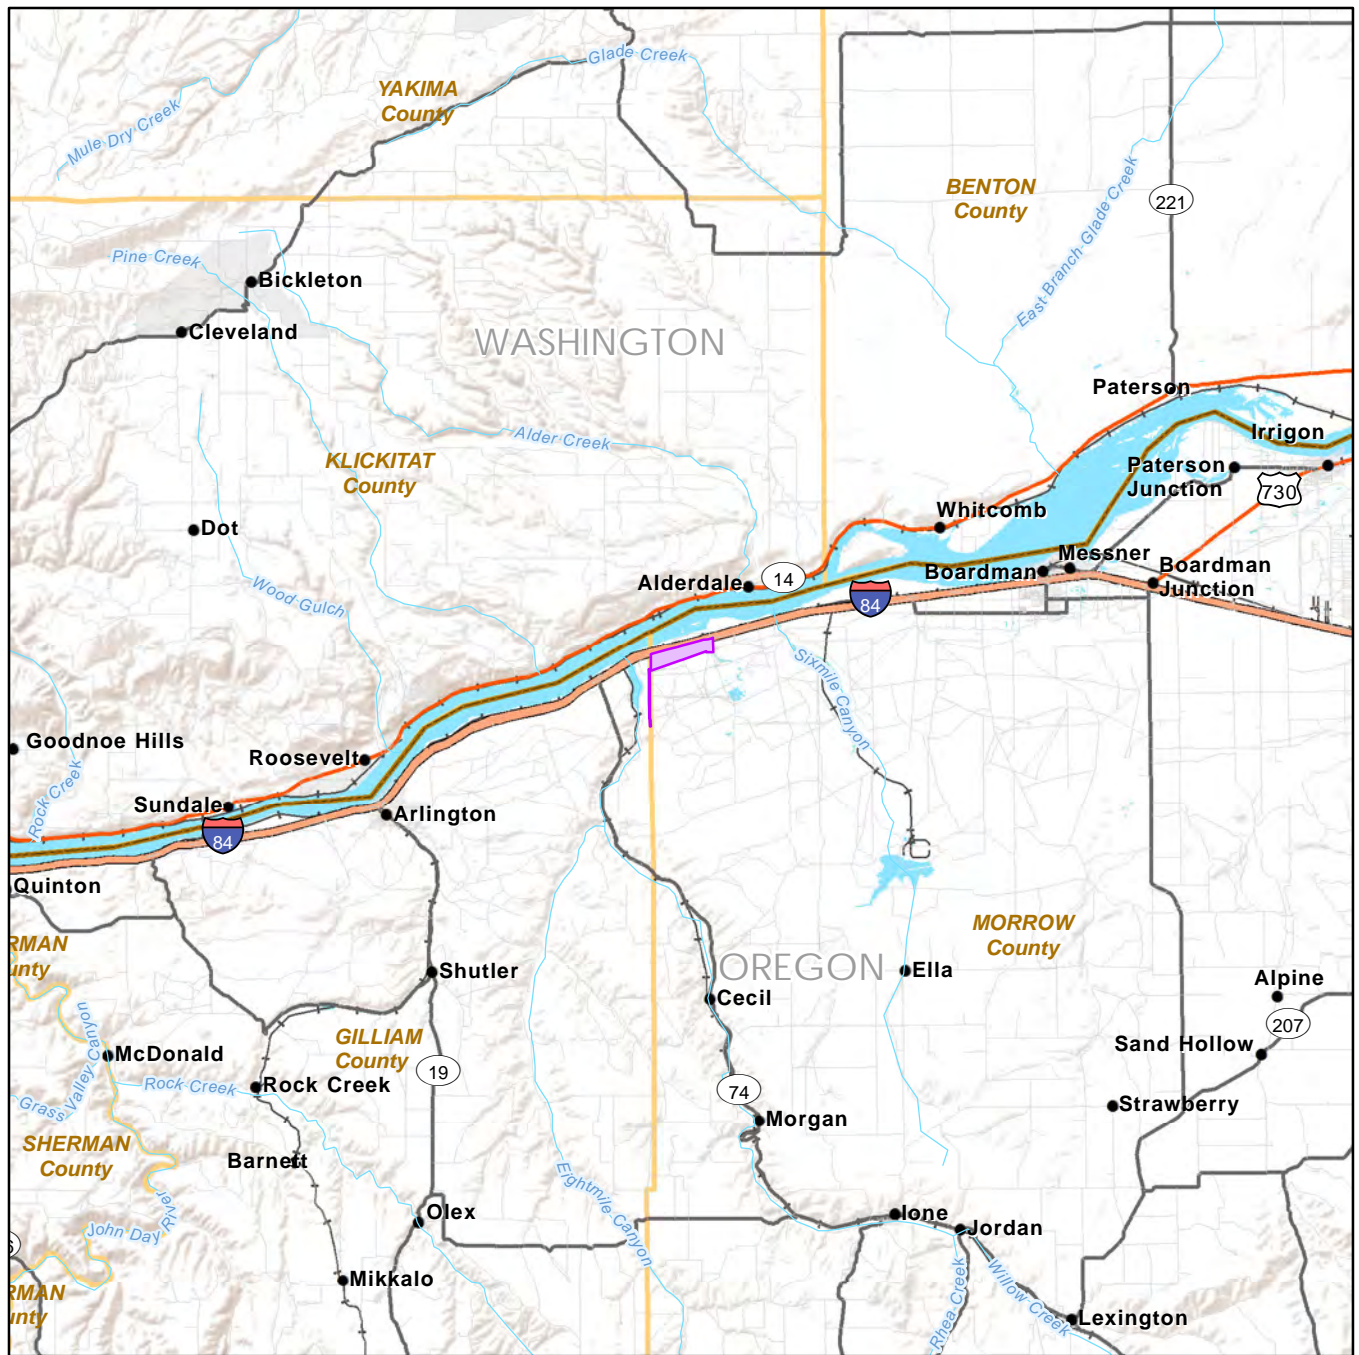 Glade Creek
YAKIMA
County
Mule Dry Creek
BENTON
County
221
East Branch Glade Creek
Pine Creek
Bickleton
Cleveland
WASHINGTON
Paterson
Irrigon
Alder Creek
KLICKITAT
County
Paterson
Junction
730
Whitcomb
Dot
Messner
Boardman
Boardman
Junction
Alderdale
14
84
Wood Gulch
Sixmile Canyon
Goodnoe Hills
Roosevelt
Rock Creek
Sundale
Arlington
84
Quinton
RMAN
unty
MORROW
County
OREGON
Ella
Shutler
Cecil
Alpine
207
Sand Hollow
GILLIAM
County
McDonald
19
Rock Creek
Rock Creek
74
Strawberry
Grass Valley Canyon
Morgan
SHERMAN
County
Barnett
Eightmile Canyon
John Day River
Olex
Ione
Jordan
Mikkalo
RMAN
unty
Rhea Creek
Willow Creek
Lexington